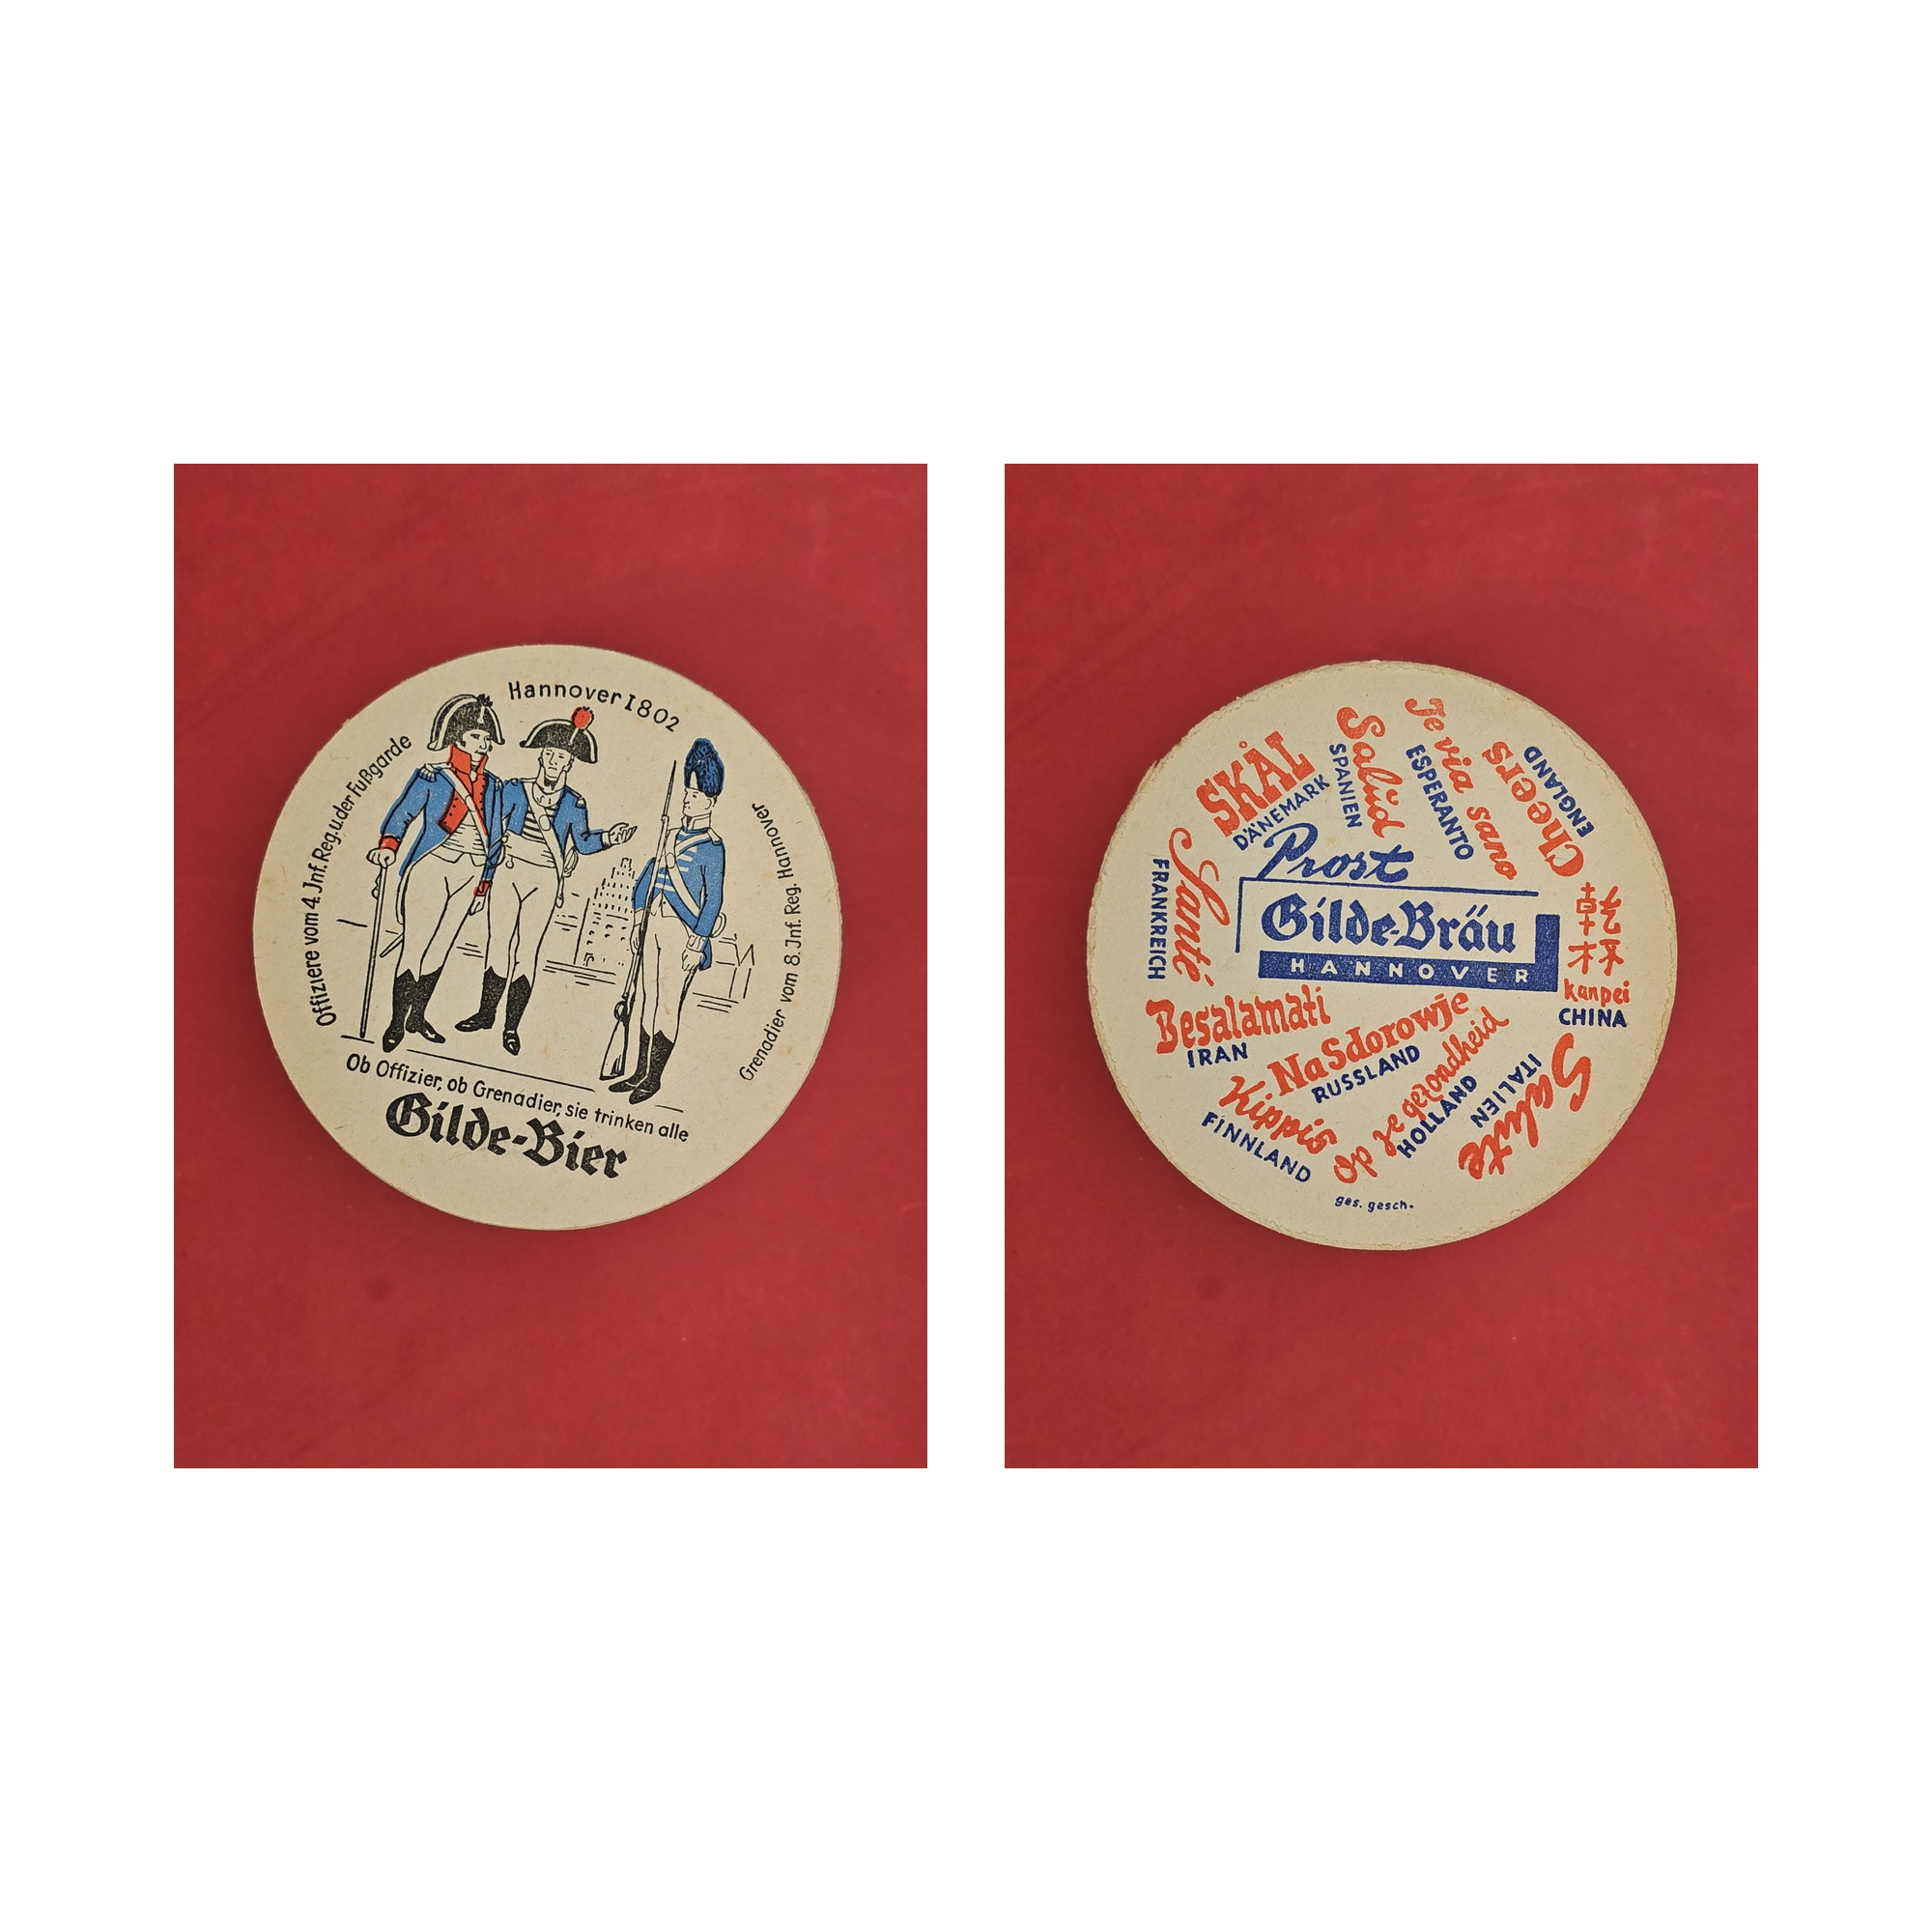 Hannover 1802
Offiziere vom 4. Jnf. Reg. u. der Fußgarde
Grenadier vom 8. Jnf. Reg. Hannover
Ob Offizier, ob Grenadier, sie trinken alle
Gilde-Bier
SKÅL
DÄNEMARK
Salud
SPANIEN
Je via sano
ESPERANTO
Cheers
ENGLAND
乾杯
kanpei
CHINA
Salute
ITALIEN
op de gezondheid
HOLLAND
Na Sdorowje
RUSSLAND
Kippis
FINNLAND
Besalamati
IRAN
Santé
FRANKREICH
Prost
Gilde-Bräu
HANNOVER
ges. gesch.